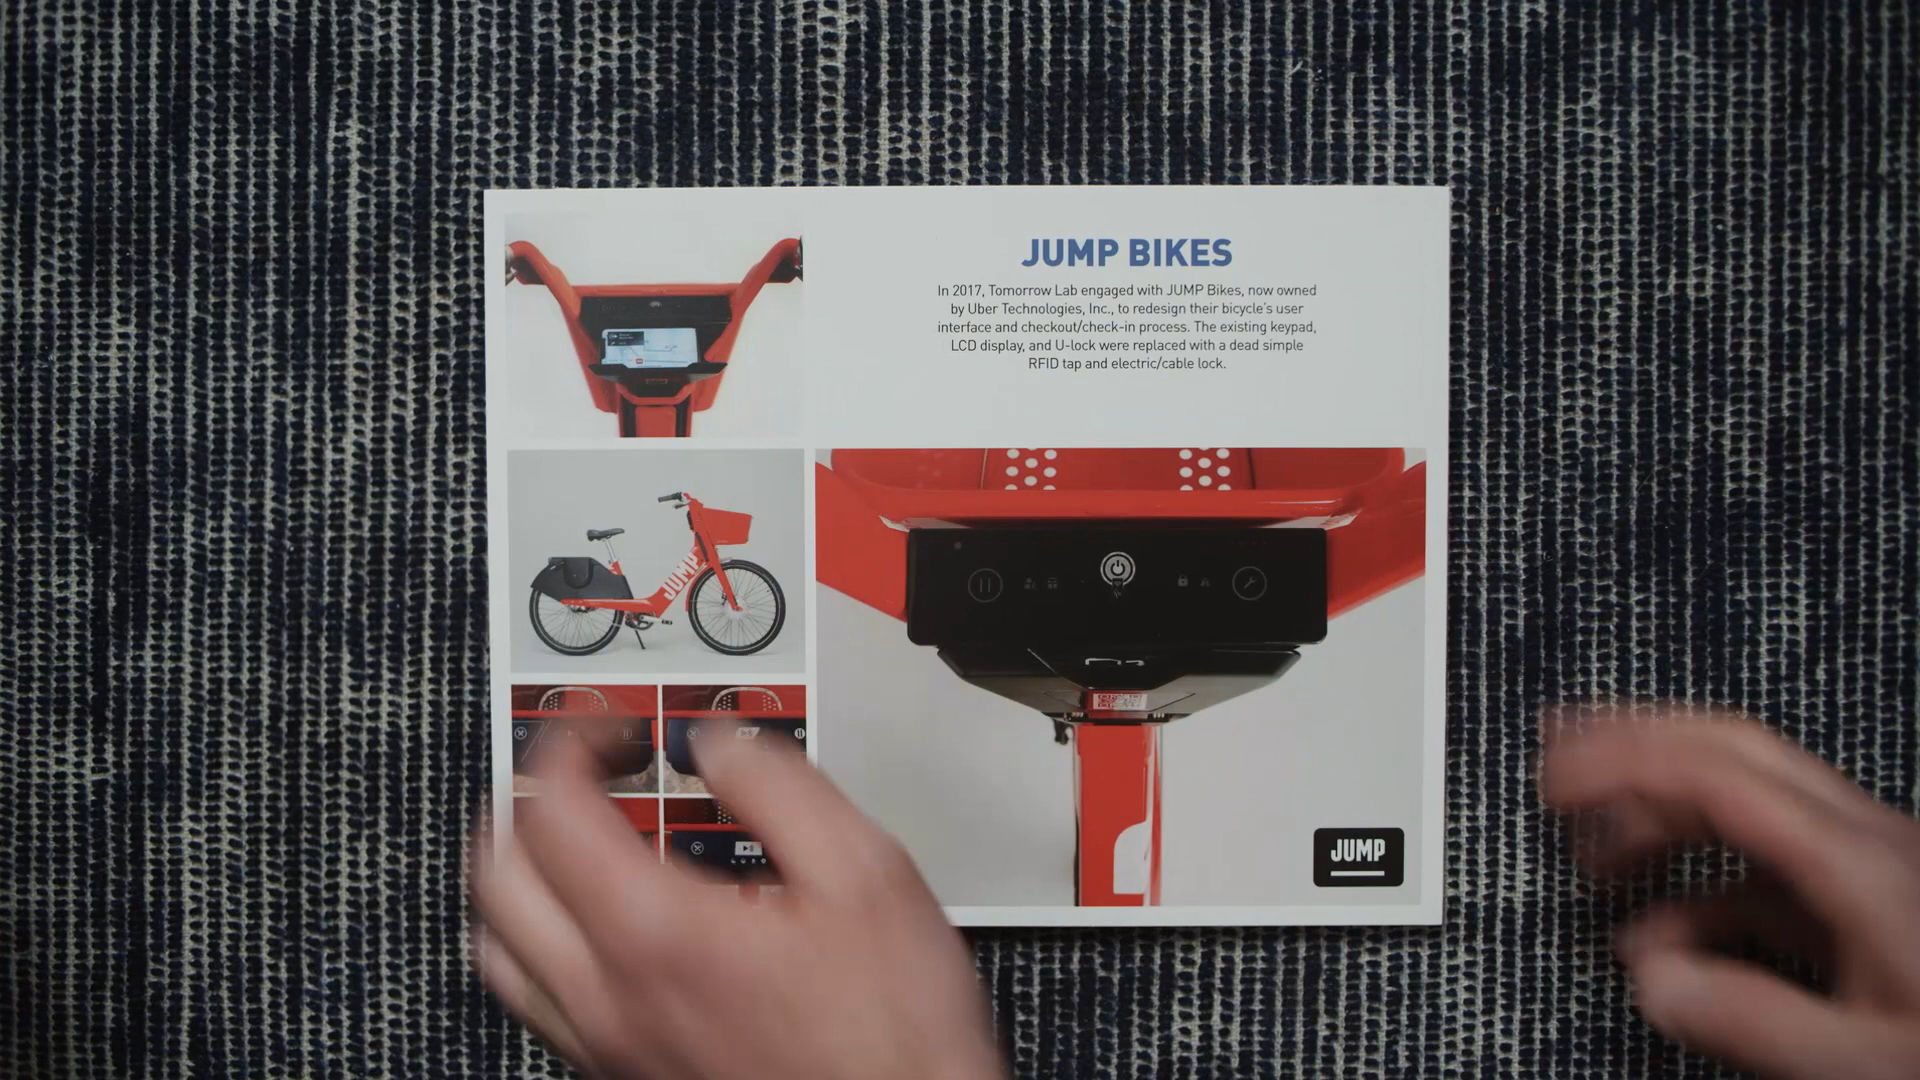 JUMP BIKES
In 2017, Tomorrow Lab engaged with JUMP Bikes, now owned
by Uber Technologies, Inc., to redesign their bicycle's user
interface and checkout/check-in process. The existing keypad,
LCD display, and U-lock were replaced with a dead simple
RFID tap and electric/cable lock.
JUMP
JUMP